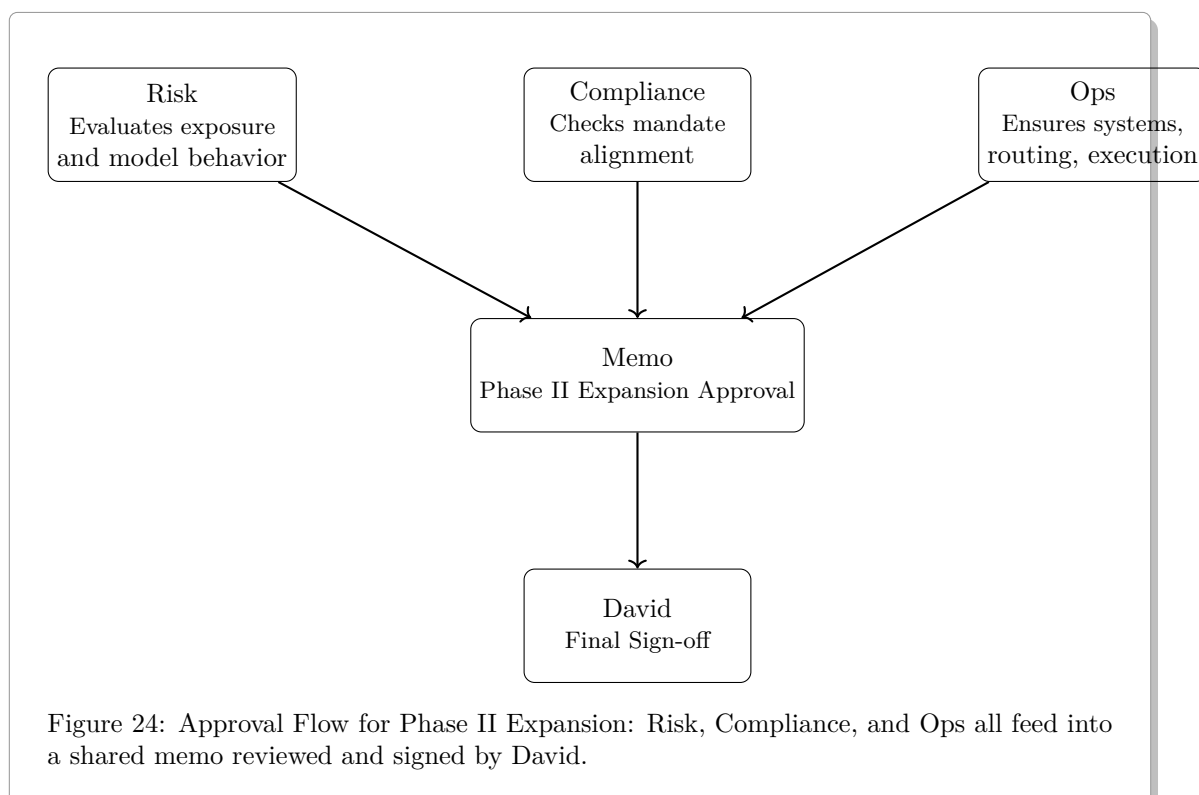 Risk
Evaluates exposure
and model behavior
Compliance
Checks mandate
alignment
Ops
Ensures systems,
routing, execution
Memo
Phase II Expansion Approval
David
Final Sign-off
Figure 24: Approval Flow for Phase II Expansion: Risk, Compliance, and Ops all feed into
a shared memo reviewed and signed by David.